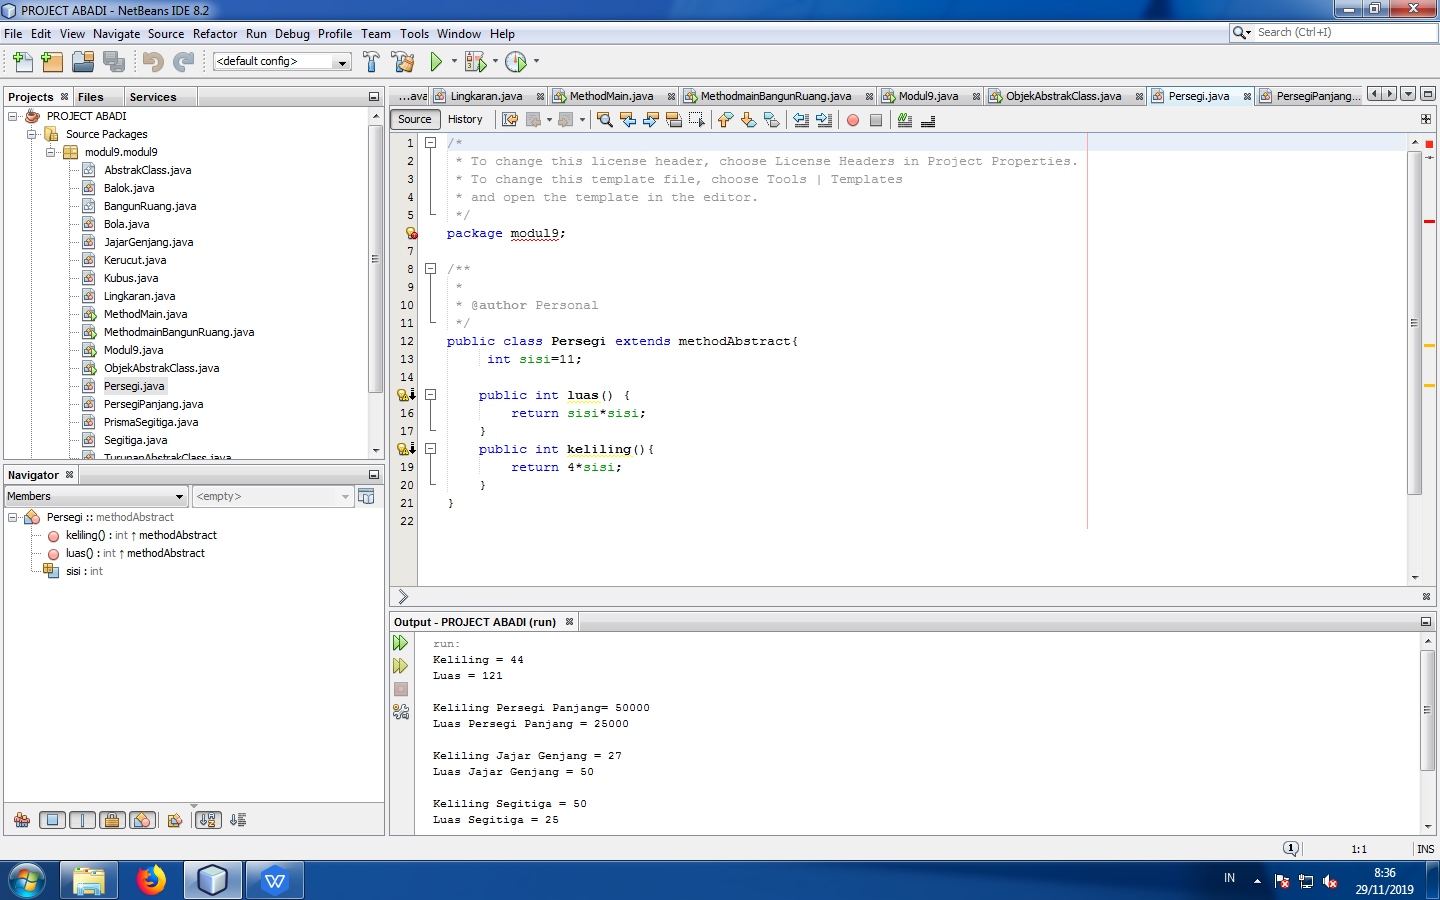 PROJECT ABADI - NetBeans IDE 8.2
File Edit View Navigate Source Refactor Run Debug Profile Team Tools Window Help
Search (Ctrl+I)
<default config>
Projects Files Services
PROJECT ABADI
Source Packages
modul9.modul9
AbstrakClass.java
Balok.java
BangunRuang.java
Bola.java
JajarGenjang.java
Kerucut.java
Kubus.java
Lingkaran.java
MethodMain.java
MethodmainBangunRuang.java
Modul9.java
ObjekAbstrakClass.java
Persegi.java
PersegiPanjang.java
PrismaSegitiga.java
Segitiga.java
TurunanAbstrakClass.java
Navigator
Members <empty>
Persegi :: methodAbstract
keliling() : int ↑ methodAbstract
luas() : int ↑ methodAbstract
sisi : int
...ava Lingkaran.java MethodMain.java MethodmainBangunRuang.java Modul9.java ObjekAbstrakClass.java Persegi.java PersegiPanjang...
Source History
1 /*
2 * To change this license header, choose License Headers in Project Properties.
3 * To change this template file, choose Tools | Templates
4 * and open the template in the editor.
5 */
package modul9;
7
8 /**
9 *
10 * @author Personal
11 */
12 public class Persegi extends methodAbstract{
13 int sisi=11;
14
public int luas() {
16 return sisi*sisi;
17 }
public int keliling(){
19 return 4*sisi;
20 }
21 }
22
Output - PROJECT ABADI (run)
run:
Keliling = 44
Luas = 121
Keliling Persegi Panjang= 50000
Luas Persegi Panjang = 25000
Keliling Jajar Genjang = 27
Luas Jajar Genjang = 50
Keliling Segitiga = 50
Luas Segitiga = 25
1 1:1 INS
IN
8:36
29/11/2019